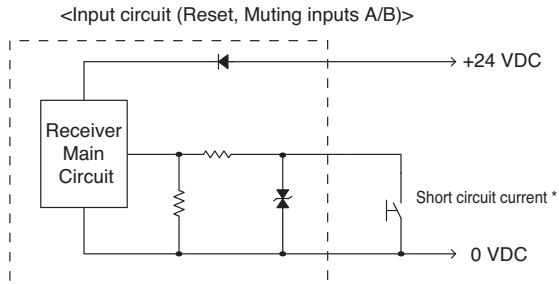 <Input circuit (Reset, Muting inputs A/B)>
+24 VDC
Receiver
Main
Circuit
Short circuit current *
0 VDC